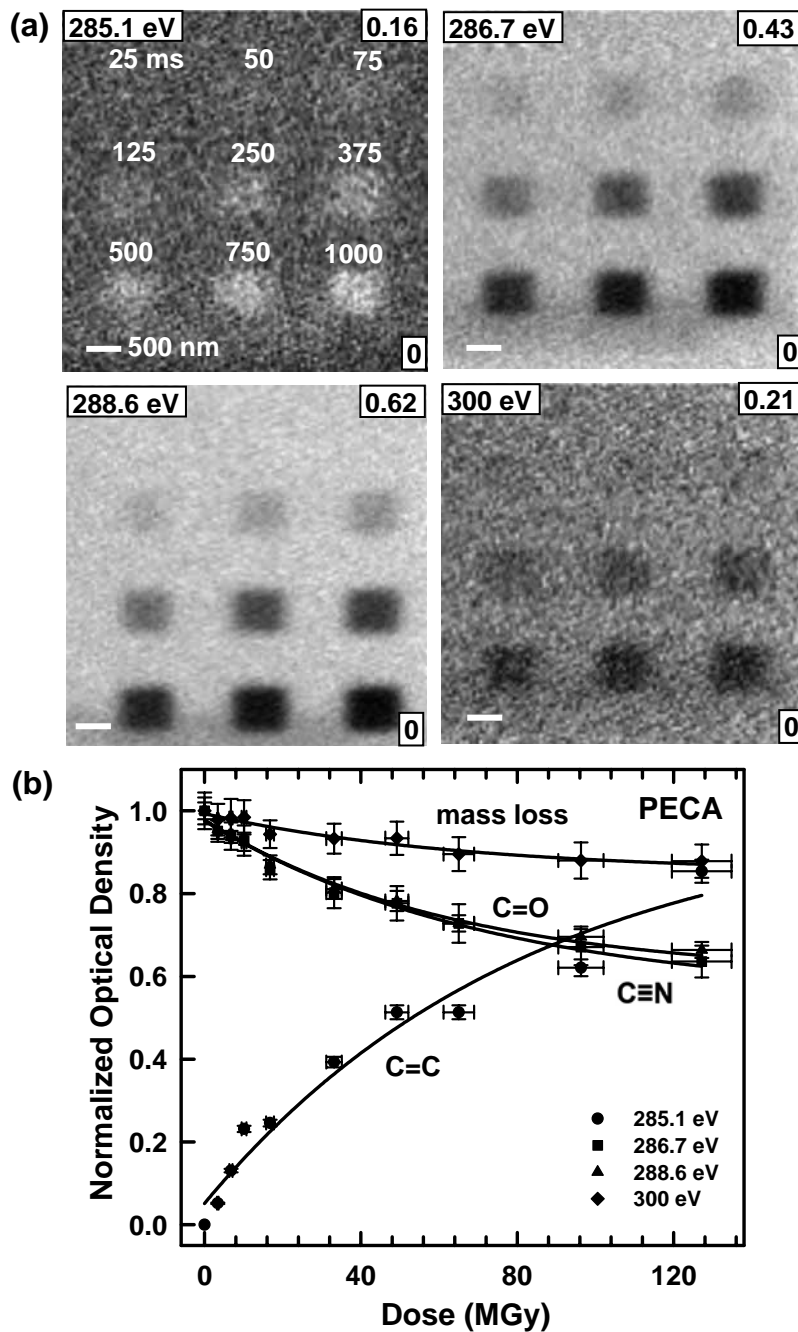 (a)
285.1 eV 0.16
25 ms 50 75
125 250 375
500 750 1000
500 nm
0
286.7 eV 0.43
0
288.6 eV 0.62
0
300 eV 0.21
0
(b)
Normalized Optical Density
1.0
0.8
0.6
0.4
0.2
0.0
mass loss
PECA
C=O
C≡N
C=C
285.1 eV
286.7 eV
288.6 eV
300 eV
0 40 80 120
Dose (MGy)